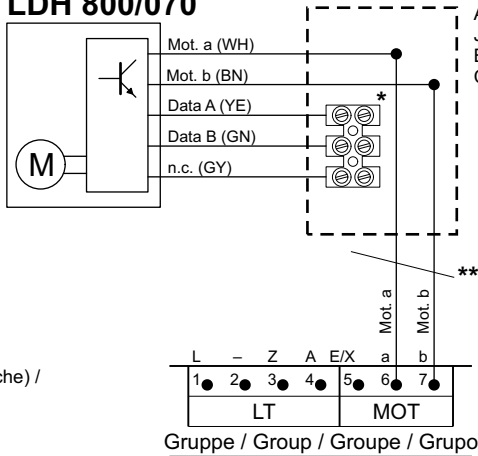 LDH 800/070
Mot. a (WH)
Mot. b (BN)
Data A (YE)
Data B (GN)
n.c. (GY)
M
*
**
Mot. a
Mot. b
che) /
L – Z A E/X a b
1 2 3 4 5 6 7
LT MOT
Gruppe / Group / Groupe / Grupo